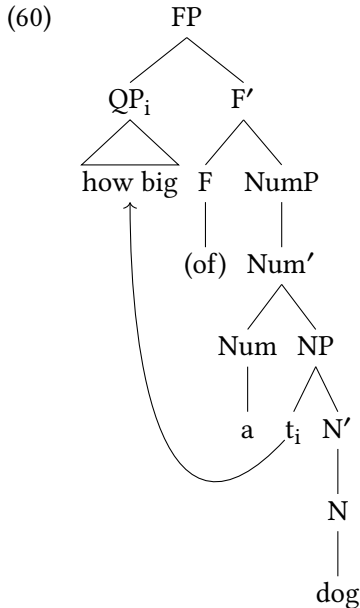 (60) FP
QPi F′
how big F NumP
(of) Num′
Num NP
a ti N′
N
dog